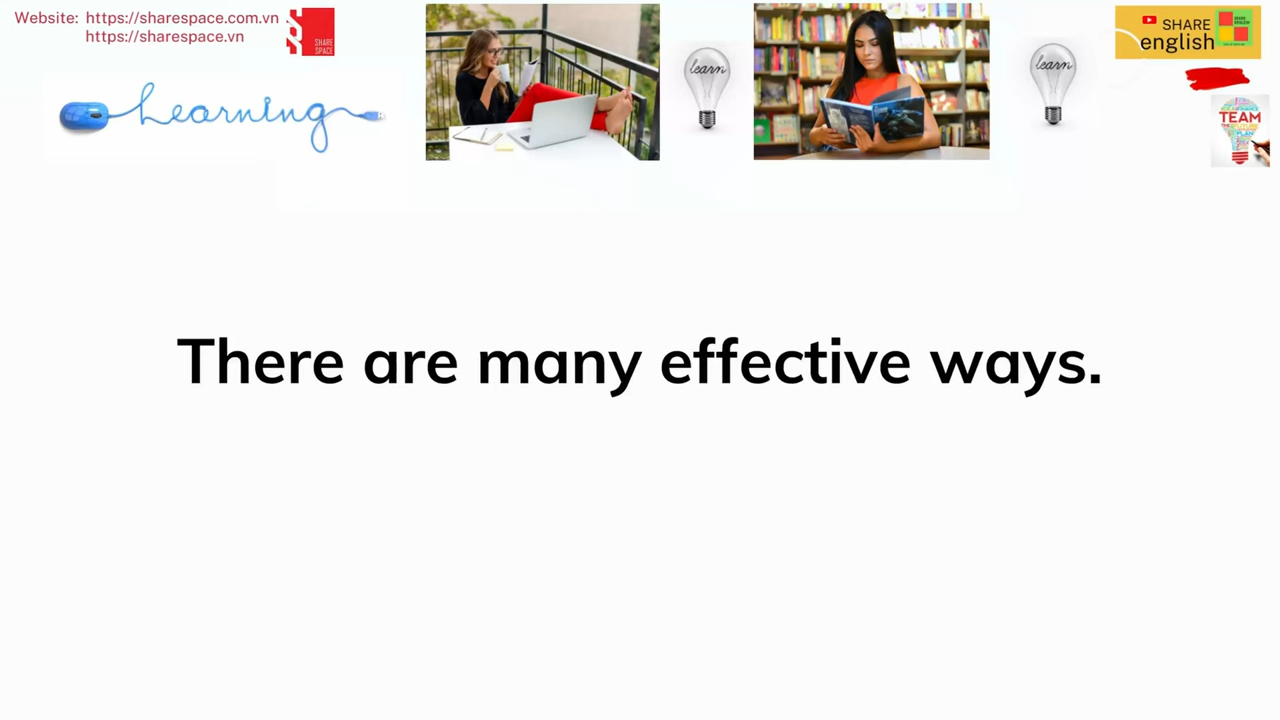 Website: https://sharespace.com.vn
https://sharespace.vn
SHARE
SPACE
Learning
learn
learn
SHARE
english
TEAM
PLAN
There are many effective ways.